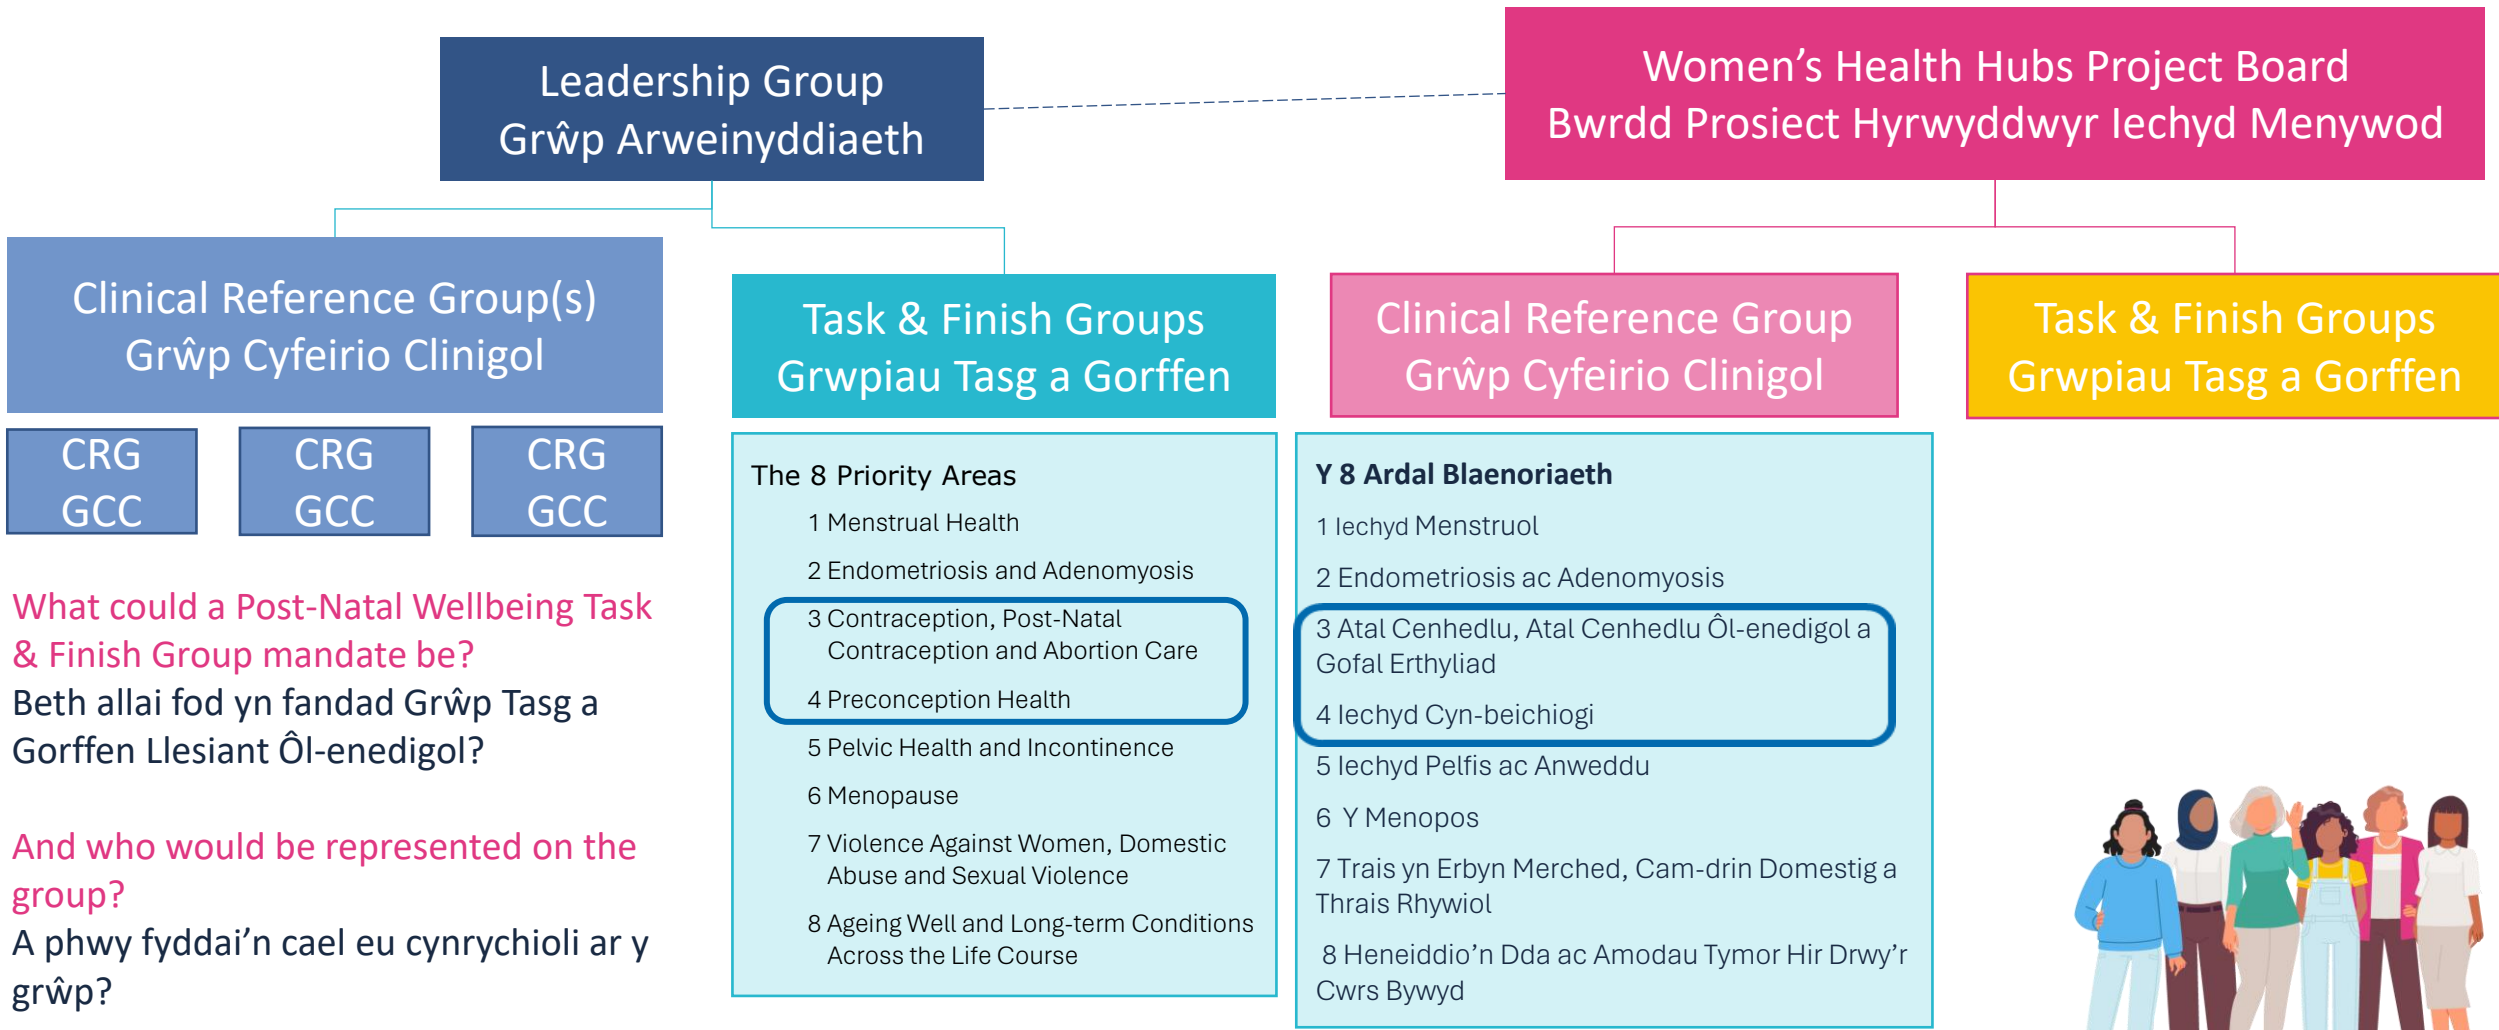 Leadership Group
Grŵp Arweinyddiaeth
Women's Health Hubs Project Board
Bwrdd Prosiect Hyrwyddwyr Iechyd Menywod
Clinical Reference Group(s)
Grŵp Cyfeirio Clinigol
Task & Finish Groups
Grwpiau Tasg a Gorffen
Clinical Reference Group
Grŵp Cyfeirio Clinigol
Task & Finish Groups
Grwpiau Tasg a Gorffen
CRG
GCC
CRG
GCC
CRG
GCC
What could a Post-Natal Wellbeing Task
& Finish Group mandate be?
Beth allai fod yn fandad Grŵp Tasg a
Gorffen Llesiant Ôl-enedigol?
And who would be represented on the
group?
A phwy fyddai'n cael eu cynrychioli ar y
grŵp?
The 8 Priority Areas
1 Menstrual Health
2 Endometriosis and Adenomyosis
3 Contraception, Post-Natal
Contraception and Abortion Care
4 Preconception Health
5 Pelvic Health and Incontinence
6 Menopause
7 Violence Against Women, Domestic
Abuse and Sexual Violence
8 Ageing Well and Long-term Conditions
Across the Life Course
Y 8 Ardal Blaenoriaeth
1 Iechyd Menstruol
2 Endometriosis ac Adenomyosis
3 Atal Cenhedlu, Atal Cenhedlu Ôl-enedigol a
Gofal Erthyliad
4 Iechyd Cyn-beichiogi
5 Iechyd Pelfis ac Anweddu
6 Y Menopos
7 Trais yn Erbyn Merched, Cam-drin Domestig a
Thrais Rhywiol
8 Heneiddio'n Dda ac Amodau Tymor Hir Drwy'r
Cwrs Bywyd